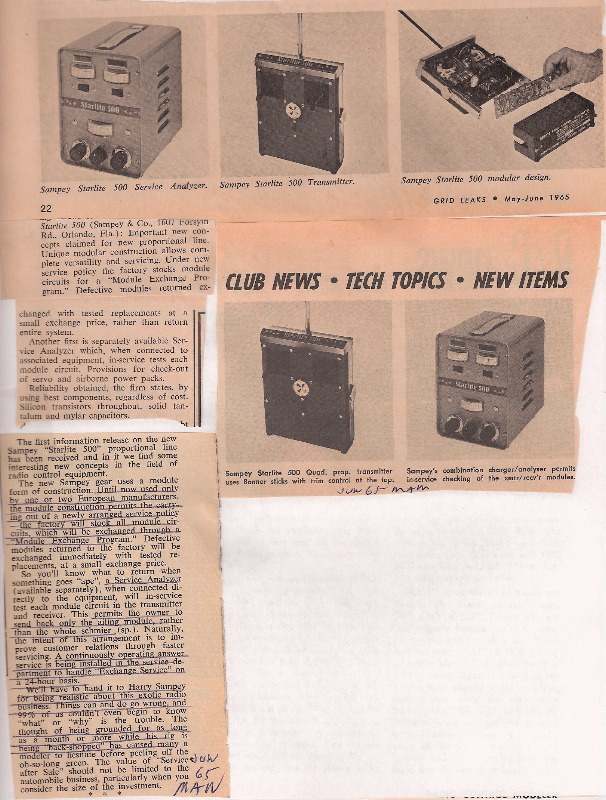 Starlite 500
Starlite 500
Sampey Starlite 500 Service Analyzer.
Sampey Starlite 500 Transmitter.
Sampey Starlite 500 modular design.
22
GRID LEAKS • May-June 1965
Starlite 500 (Sampey & Co., 1607 Forsyth
Rd., Orlando, Fla.): Important new con-
cepts claimed for new proportional line.
Unique modular construction allows com-
plete versatility and servicing. Under new
service policy the factory stocks module
circuits for a "Module Exchange Pro-
gram." Defective modules returned ex-
changed with tested replacements at a
small exchange price, rather than return
entire system.
Another first is separately available Ser-
vice Analyzer which, when connected to
associated equipment, in-service tests each
module circuit. Provisions for check-out
of servo and airborne power packs.
Reliability obtained, the firm states, by
using best components, regardless of cost.
Silicon transistors throughout, solid tan-
talum and mylar capacitors.
CLUB NEWS • TECH TOPICS • NEW ITEMS
Starlite 500
Sampey Starlite 500 Quad. prop. transmitter
uses Bonner sticks with trim control at the top.
Sampey's combination charger/analyser permits
in-service checking of the xmtr/recv'r modules.
Jun 65 MAN
The first information release on the new
Sampey "Starlite 500" proportional line
has been received and in it we find some
interesting new concepts in the field of
radio control equipment.
The new Sampey gear uses a module
form of construction. Until now used only
by one or two European manufacturers,
the module construction permits the carry-
ing out of a newly arranged service policy
—the factory will stock all module cir-
cuits, which will be exchanged through a
"Module Exchange Program." Defective
modules returned to the factory will be
exchanged immediately with tested re-
placements, at a small exchange price.
So you'll know what to return when
something goes "ape", a Service Analyzer
(available separately), when connected di-
rectly to the equipment, will in-service
test each module circuit in the transmitter
and receiver. This permits the owner to
send back only the ailing module, rather
than the whole schmier (sp.). Naturally,
the intent of this arrangement is to im-
prove customer relations through faster
servicing. A continuously operating answer
service is being installed in the service de-
partment to handle "Exchange Service" on
a 24-hour basis.
We'll have to hand it to Harry Sampey
for being realistic about this exotic radio
business. Things can and do go wrong, and
99% of us couldn't even begin to know
"what" or "why" is the trouble. The
thought of being grounded for as long
as a month or more while his rig is
being "back-shopped" has caused many a
modeler to hesitate before peeling off the
oh-so-long green. The value of "Service
after Sale" should not be limited to the
automobile business, particularly when you
consider the size of the investment.
Jun
65
MAN